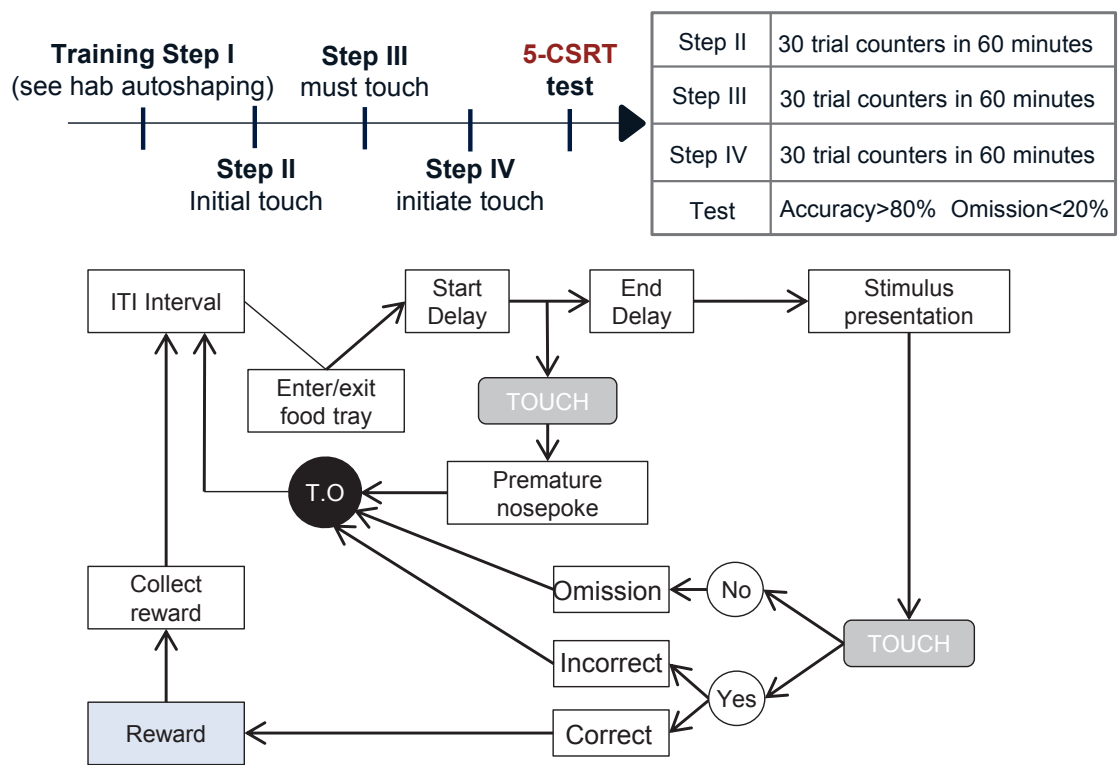 Training Step I
(see hab autoshaping)
Step II
Initial touch
Step III
must touch
Step IV
initiate touch
5-CSRT
test
Step II 30 trial counters in 60 minutes
Step III 30 trial counters in 60 minutes
Step IV 30 trial counters in 60 minutes
Test Accuracy>80% Omission<20%
ITI Interval
Enter/exit
food tray
Start
Delay
End
Delay
Stimulus
presentation
TOUCH
Premature
nosepoke
T.O
Collect
reward
Omission
No
TOUCH
Incorrect
Yes
Correct
Reward